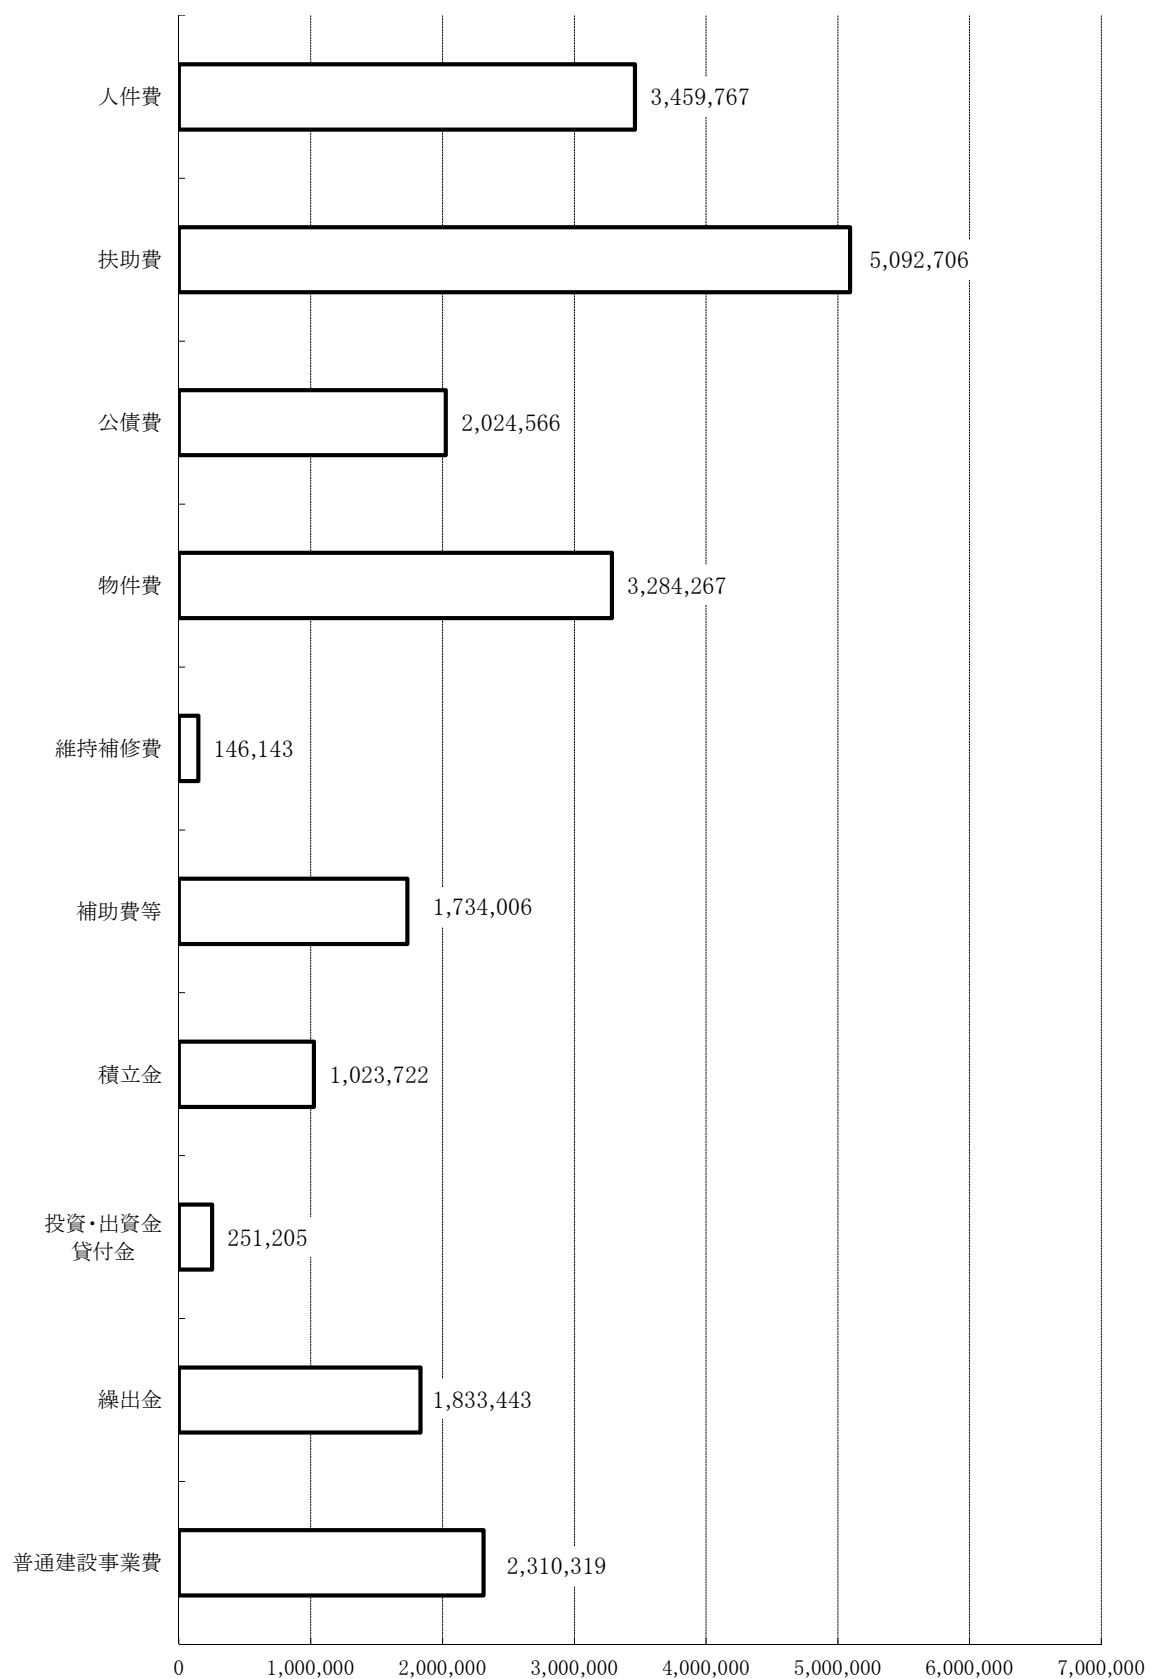 人件費
3,459,767
扶助費
5,092,706
公債費
2,024,566
物件費
3,284,267
維持補修費
146,143
補助費等
1,734,006
積立金
1,023,722
投資・出資金
貸付金
251,205
繰出金
1,833,443
普通建設事業費
2,310,319
0 1,000,000 2,000,000 3,000,000 4,000,000 5,000,000 6,000,000 7,000,000